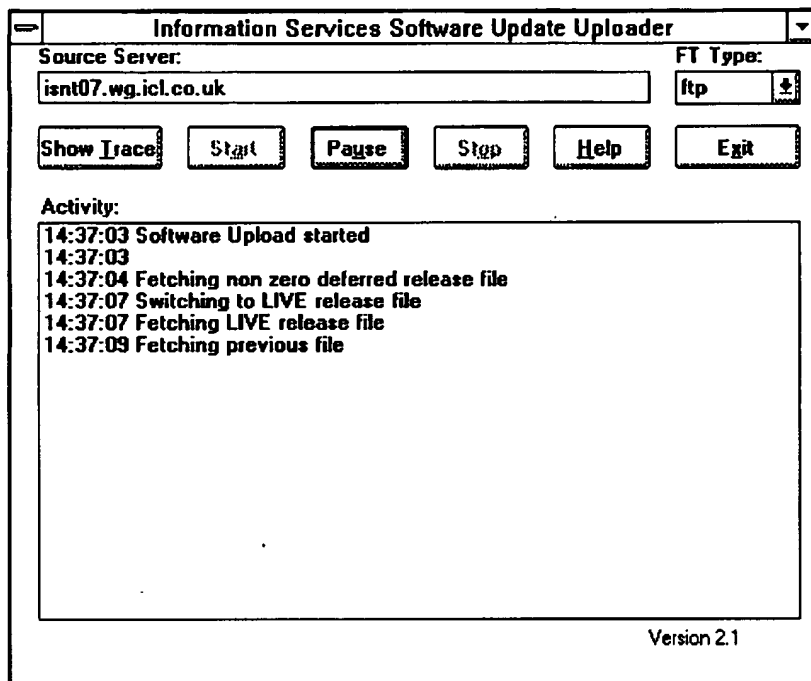 Information Services Software Update Uploader
Source Server:
FT Type:
isnt07.wg.icl.co.uk
ftp
Show Trace
Start
Pause
Stop
Help
Exit
Activity:
14:37:03 Software Upload started
14:37:03
14:37:04 Fetching non zero deferred release file
14:37:07 Switching to LIVE release file
14:37:07 Fetching LIVE release file
14:37:09 Fetching previous file
Version 2.1